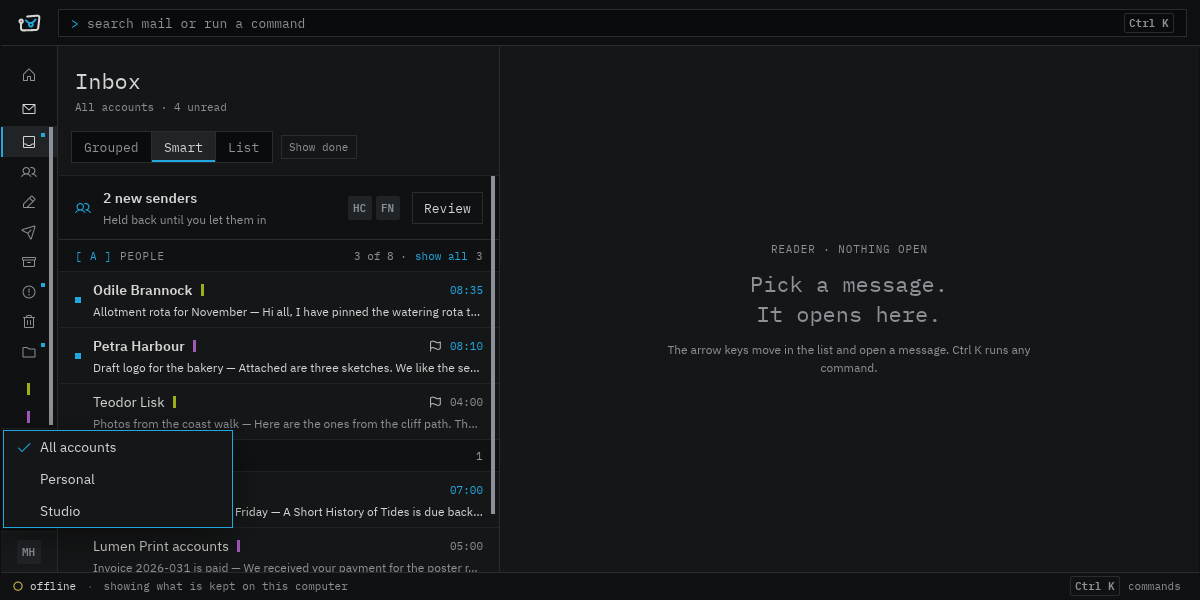 > search mail or run a command
Ctrl K
Inbox
All accounts · 4 unread
Grouped
Smart
List
Show done
2 new senders
Held back until you let them in
HC
FN
Review
[ A ] PEOPLE
3 of 8 · show all 3
Odile Brannock
08:35
Allotment rota for November — Hi all, I have pinned the watering rota t…
Petra Harbour
08:10
Draft logo for the bakery — Attached are three sketches. We like the se…
Teodor Lisk
04:00
Photos from the coast walk — Here are the ones from the cliff path. Th…
1
07:00
Friday — A Short History of Tides is due back…
Lumen Print accounts
05:00
Invoice 2026-031 is paid — We received your payment for the poster r…
All accounts
Personal
Studio
MH
READER · NOTHING OPEN
Pick a message.
It opens here.
The arrow keys move in the list and open a message. Ctrl K runs any
command.
offline · showing what is kept on this computer
Ctrl K commands